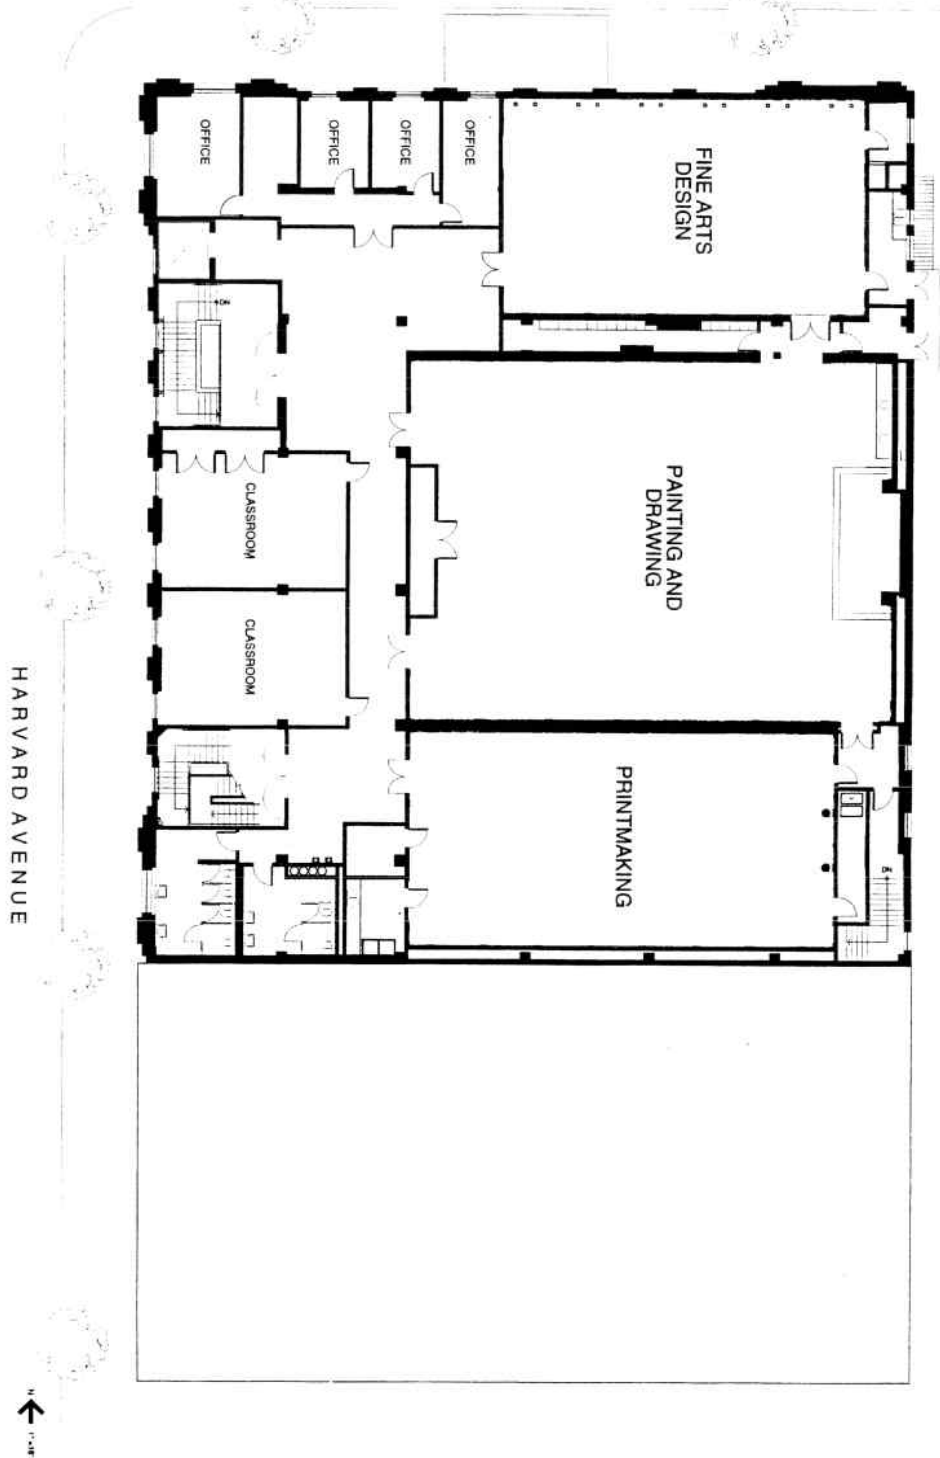 OFFICE
OFFICE
OFFICE
OFFICE
FINE ARTS
DESIGN
DN
CLASSROOM
PAINTING AND
DRAWING
CLASSROOM
PRINTMAKING
DN
HARVARD AVENUE
N